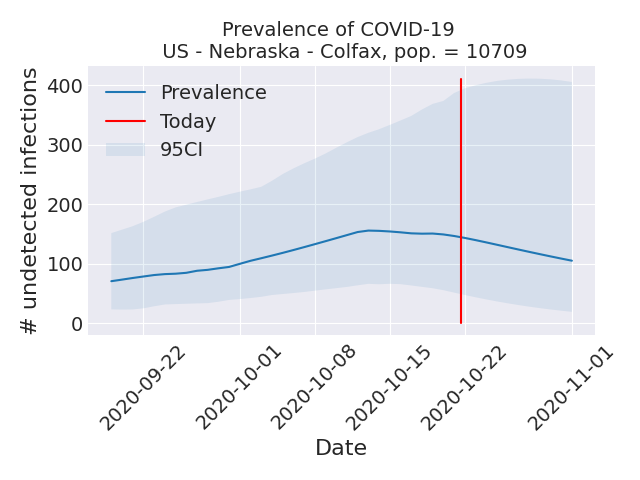 Prevalence of COVID-19
US - Nebraska - Colfax, pop. = 10709
# undetected infections
400
300
200
100
0
Prevalence
Today
95CI
2020-09-22
2020-10-01
2020-10-08
2020-10-15
2020-10-22
2020-11-01
Date